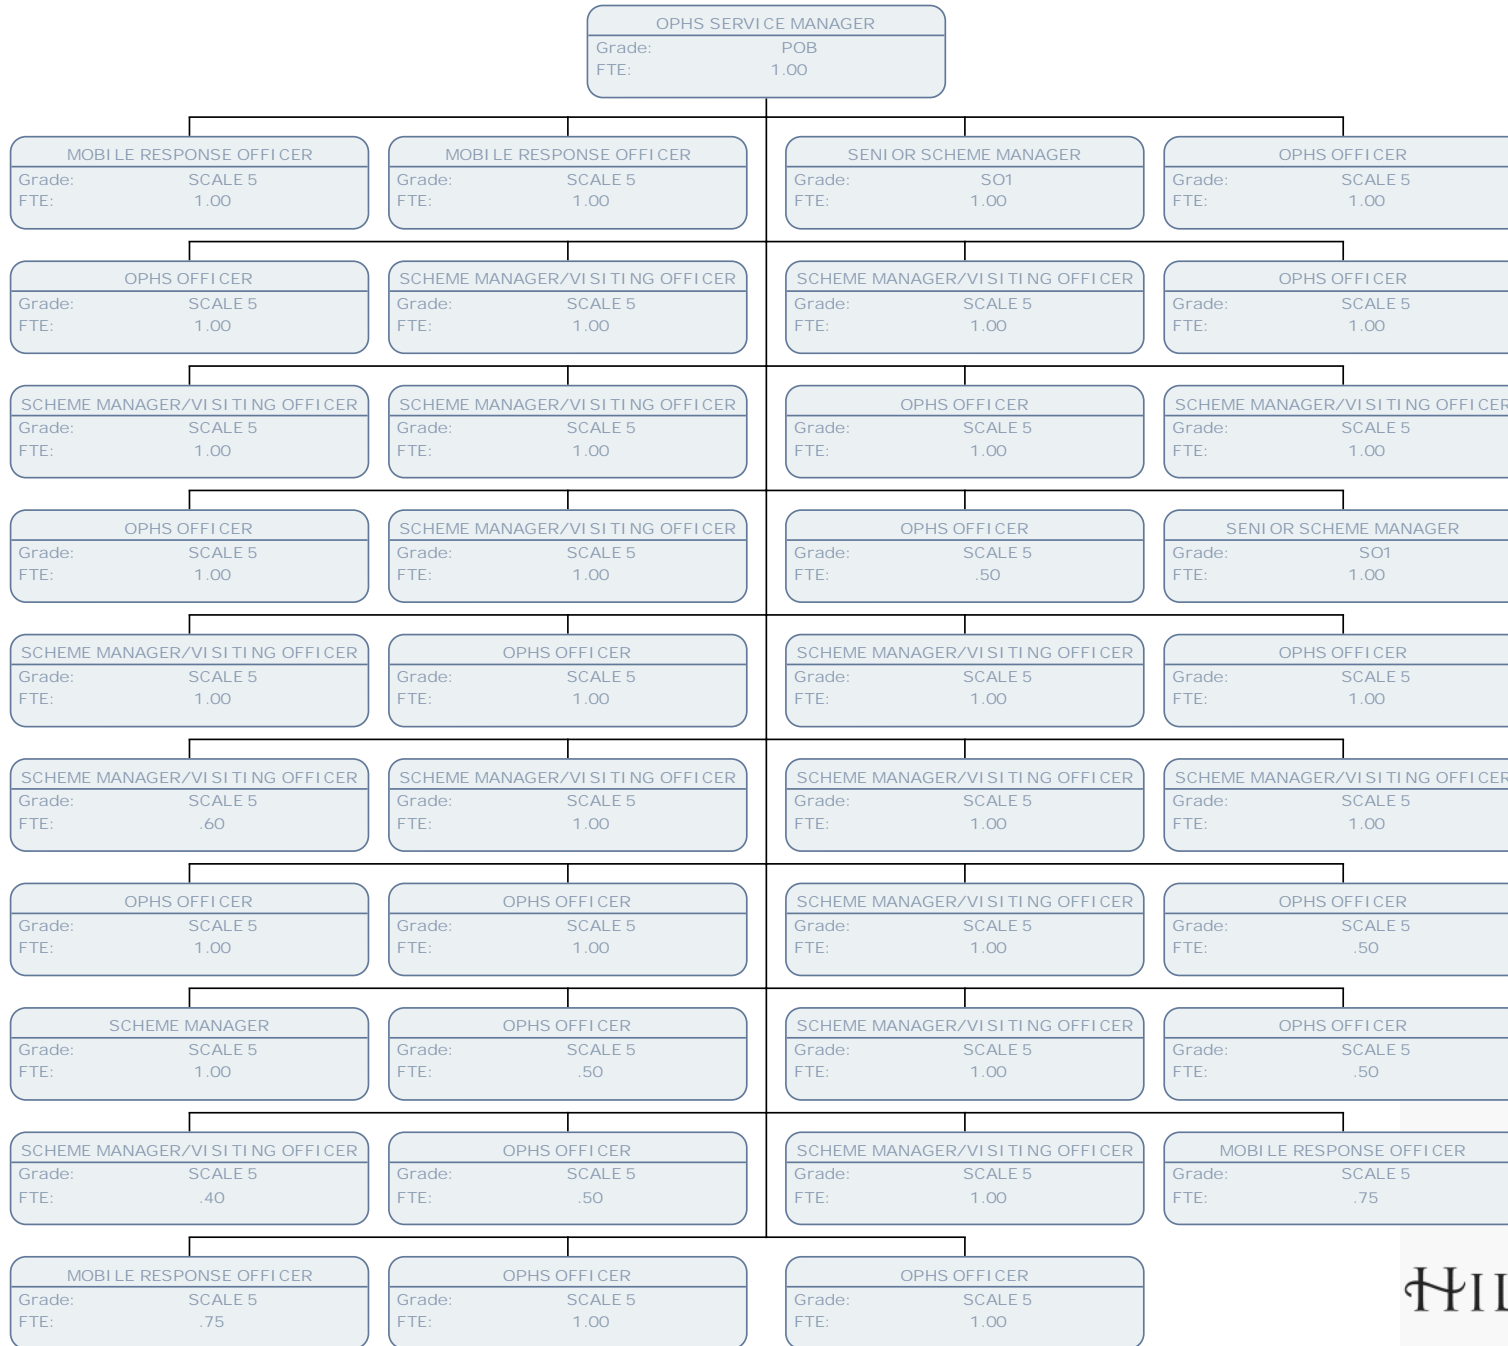 OPHS SERVICE MANAGER
Grade: POB
FTE: 1.00
MOBILE RESPONSE OFFICER MOBILE RESPONSE OFFICER SENIOR SCHEME MANAGER OPHS OFFICER
Grade: SCALE 5 Grade: SCALE 5 Grade: SO1 Grade: SCALE 5
FTE: 1.00 FTE: 1.00 FTE: 1.00 FTE: 1.00
OPHS OFFICER SCHEME MANAGER/VISITING OFFICER SCHEME MANAGER/VISITING OFFICER OPHS OFFICER
Grade: SCALE 5 Grade: SCALE 5 Grade: SCALE 5 Grade: SCALE 5
FTE: 1.00 FTE: 1.00 FTE: 1.00 FTE: 1.00
SCHEME MANAGER/VISITING OFFICER SCHEME MANAGER/VISITING OFFICER OPHS OFFICER SCHEME MANAGER/VISITING OFFICER
Grade: SCALE 5 Grade: SCALE 5 Grade: SCALE 5 Grade: SCALE 5
FTE: 1.00 FTE: 1.00 FTE: 1.00 FTE: 1.00
OPHS OFFICER SCHEME MANAGER/VISITING OFFICER OPHS OFFICER SENIOR SCHEME MANAGER
Grade: SCALE 5 Grade: SCALE 5 Grade: SCALE 5 Grade: SO1
FTE: 1.00 FTE: 1.00 FTE: .50 FTE: 1.00
SCHEME MANAGER/VISITING OFFICER OPHS OFFICER SCHEME MANAGER/VISITING OFFICER OPHS OFFICER
Grade: SCALE 5 Grade: SCALE 5 Grade: SCALE 5 Grade: SCALE 5
FTE: 1.00 FTE: 1.00 FTE: 1.00 FTE: 1.00
SCHEME MANAGER/VISITING OFFICER SCHEME MANAGER/VISITING OFFICER SCHEME MANAGER/VISITING OFFICER SCHEME MANAGER/VISITING OFFICER
Grade: SCALE 5 Grade: SCALE 5 Grade: SCALE 5 Grade: SCALE 5
FTE: .60 FTE: 1.00 FTE: 1.00 FTE: 1.00
OPHS OFFICER OPHS OFFICER SCHEME MANAGER/VISITING OFFICER OPHS OFFICER
Grade: SCALE 5 Grade: SCALE 5 Grade: SCALE 5 Grade: SCALE 5
FTE: 1.00 FTE: 1.00 FTE: 1.00 FTE: .50
SCHEME MANAGER OPHS OFFICER SCHEME MANAGER/VISITING OFFICER OPHS OFFICER
Grade: SCALE 5 Grade: SCALE 5 Grade: SCALE 5 Grade: SCALE 5
FTE: 1.00 FTE: .50 FTE: 1.00 FTE: .50
SCHEME MANAGER/VISITING OFFICER OPHS OFFICER SCHEME MANAGER/VISITING OFFICER MOBILE RESPONSE OFFICER
Grade: SCALE 5 Grade: SCALE 5 Grade: SCALE 5 Grade: SCALE 5
FTE: .40 FTE: .50 FTE: 1.00 FTE: .75
MOBILE RESPONSE OFFICER OPHS OFFICER OPHS OFFICER
Grade: SCALE 5 Grade: SCALE 5 Grade: SCALE 5
FTE: .75 FTE: 1.00 FTE: 1.00